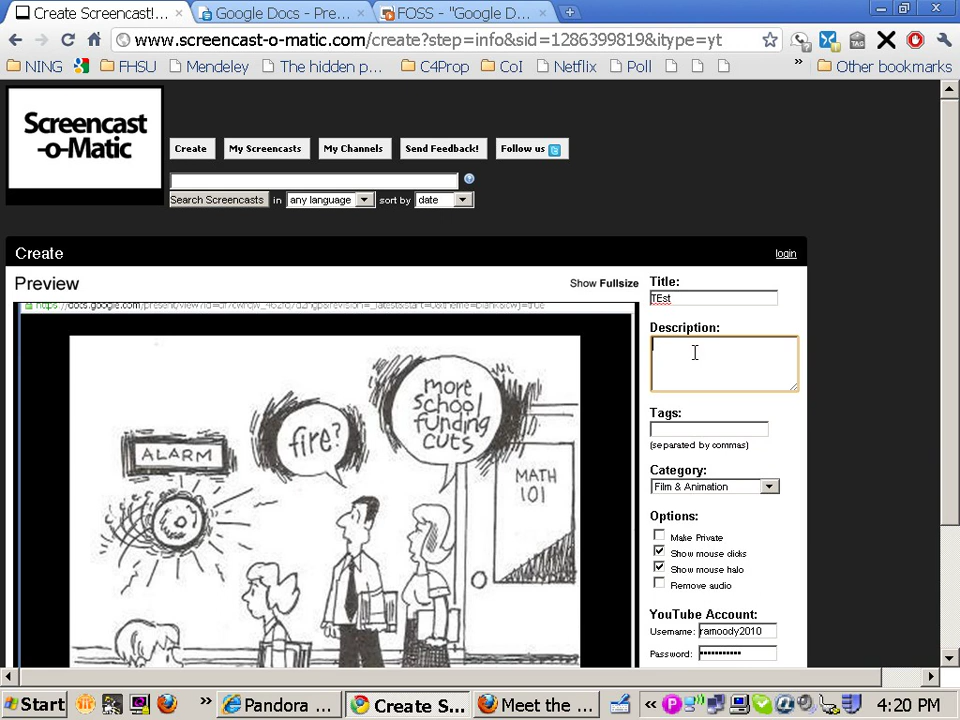 Create Screencast!...
Google Docs - Pre...
FOSS - "Google D...
www.screencast-o-matic.com/create?step=info&sid=1286399819&itype=yt
NING
FHSU
Mendeley
The hidden p...
C4Prop
CoI
Netflix
Poll
»
Other bookmarks
Screencast
-o-Matic
Create
My Screencasts
My Channels
Send Feedback!
Follow us
Search Screencasts in any language sort by date
Create
login
Preview
Show Fullsize
Title:
TEst
Description:
Tags:
(separated by commas)
Category:
Film & Animation
Options:
Make Private
Show mouse clicks
Show mouse halo
Remove audio
YouTube Account:
Username: ramoody2010
Password: •••••••••••
ALARM
fire?
more
school
funding
cuts
MATH
101
Start
»
Pandora ...
Create S...
Meet the ...
«
4:20 PM